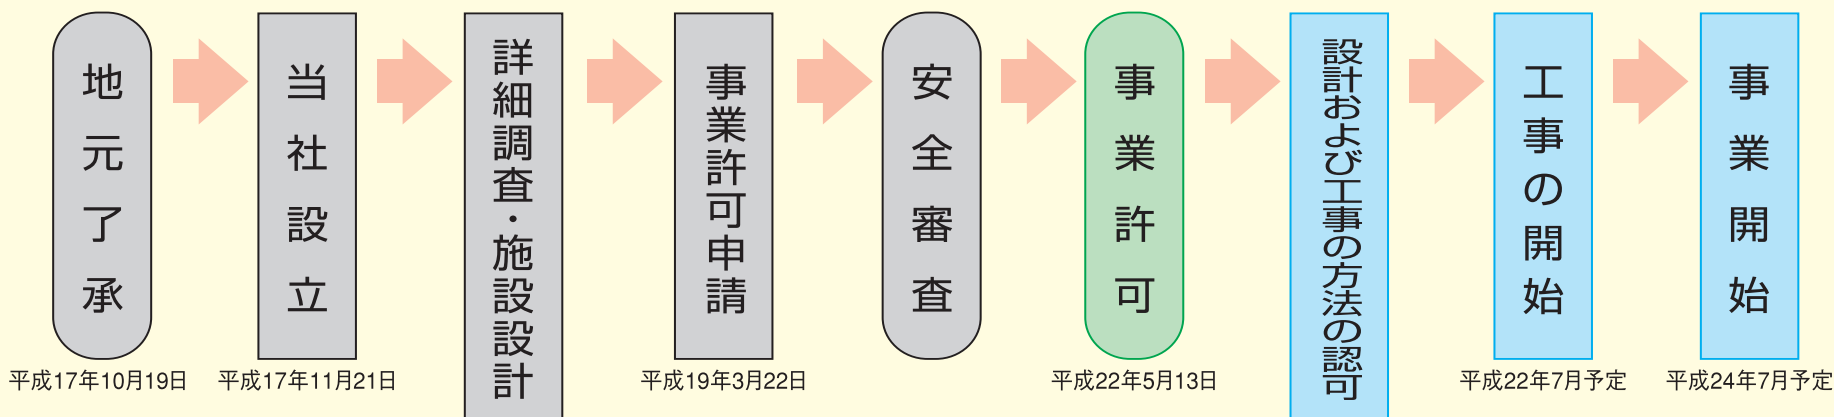 地元了承
平成17年10月19日
当社設立
平成17年11月21日
詳細調査・施設設計
事業許可申請
平成19年3月22日
安全審査
事業許可
平成22年5月13日
設計および工事の方法の認可
工事の開始
平成22年7月予定
事業開始
平成24年7月予定